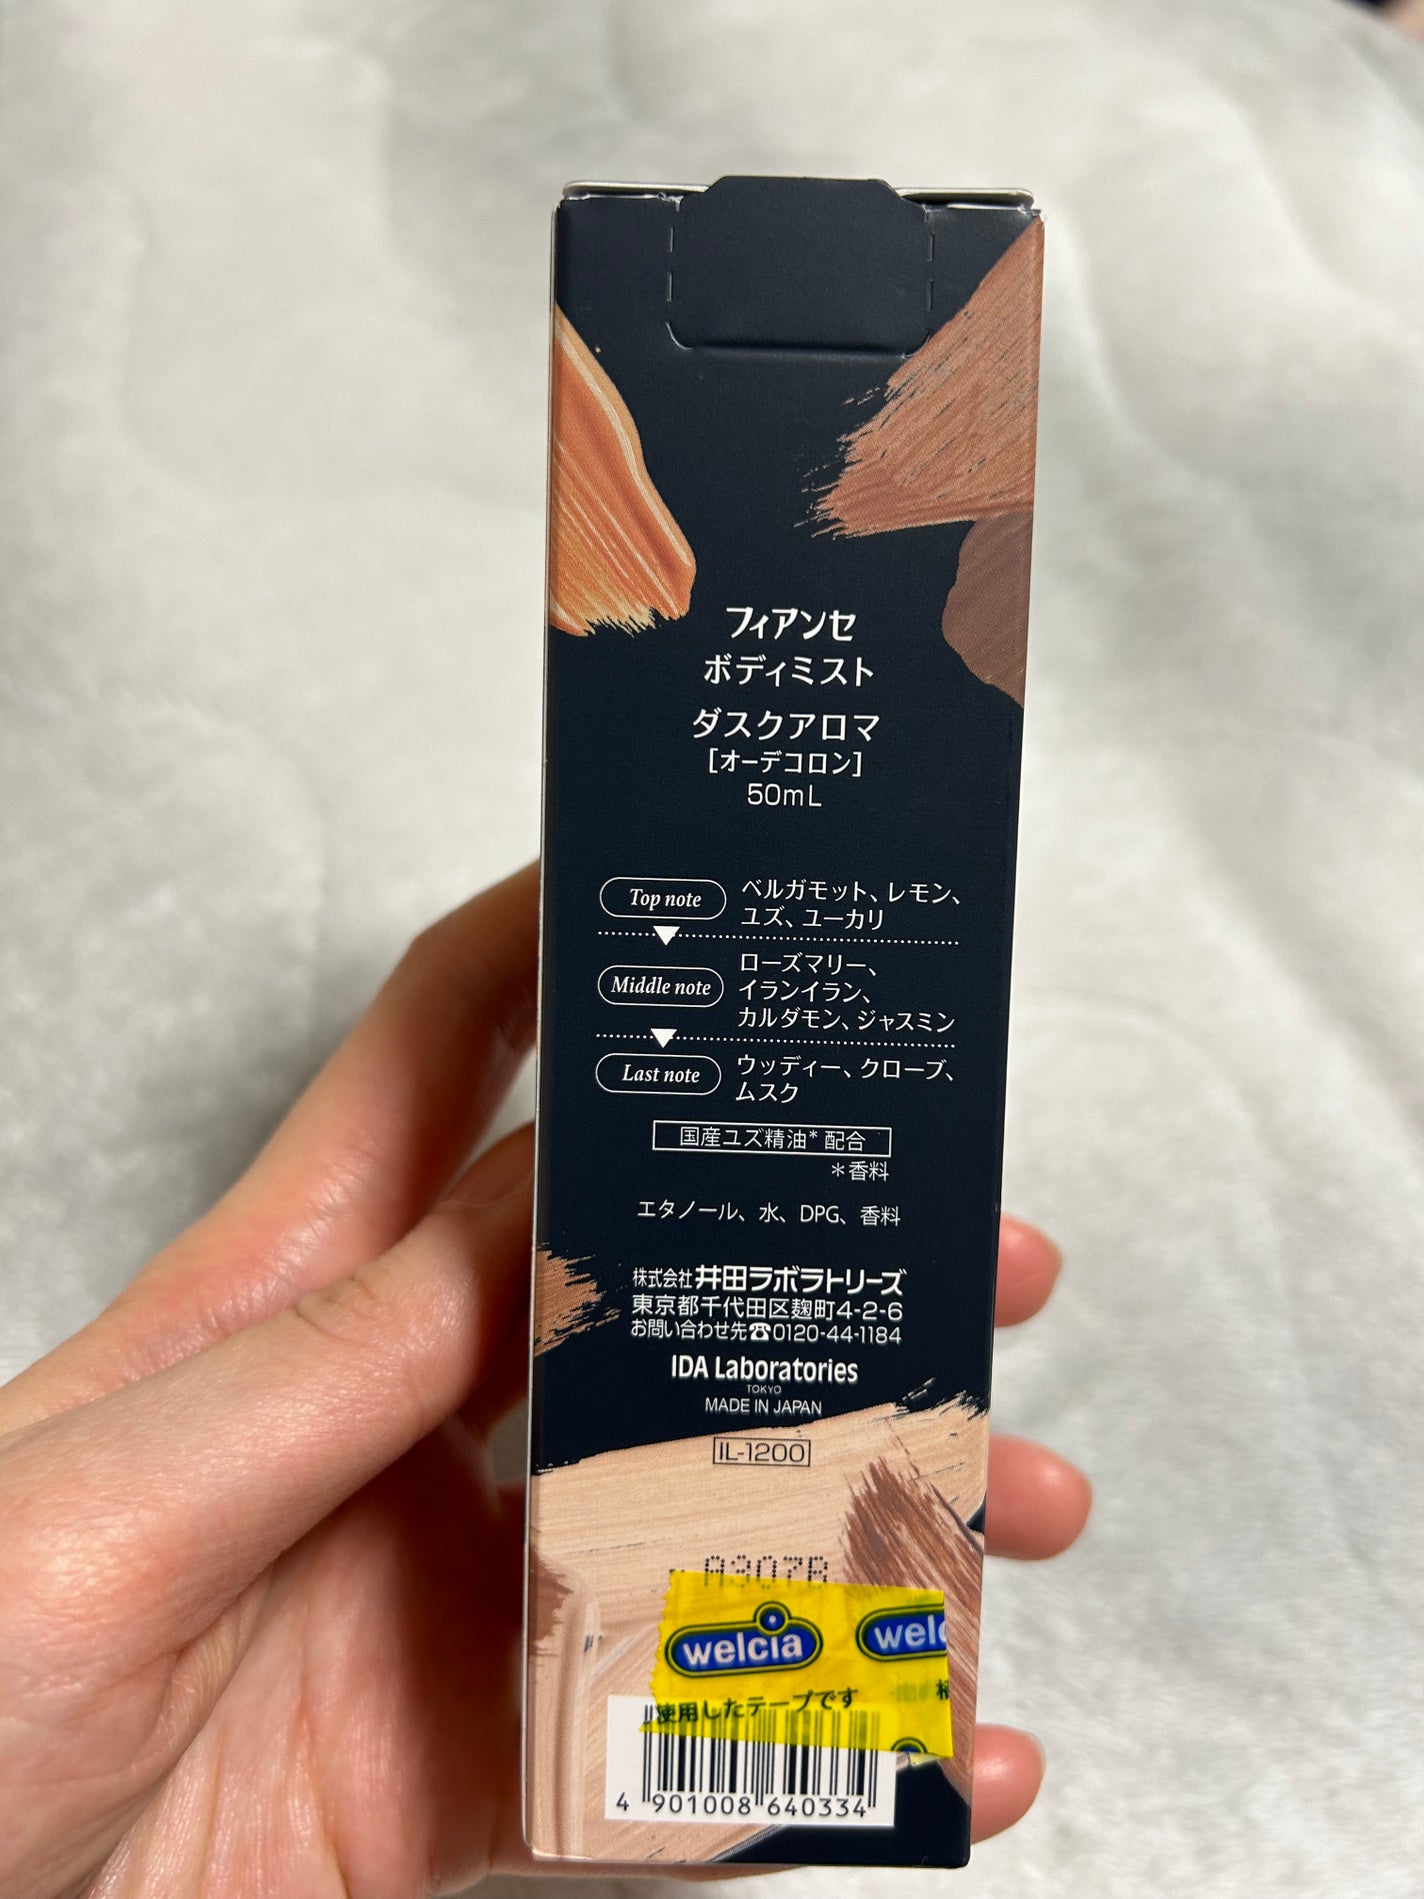 フィアンセ
ボディミスト
ダスクアロマ
[オーデコロン]
50mL
Top note
ベルガモット、レモン、
ユズ、ユーカリ
Middle note
ローズマリー、
イランイラン、
カルダモン、ジャスミン
Last note
ウッディー、クローブ、
ムスク
国産ユズ精油*配合
*香料
エタノール、水、DPG、香料
株式会社 井田ラボラトリーズ
東京都千代田区麹町4-2-6
お問い合わせ先☎0120-44-1184
IDA Laboratories
TOKYO
MADE IN JAPAN
IL-1200
A307B
welcia welc
使用したテープです
4 901008 640334